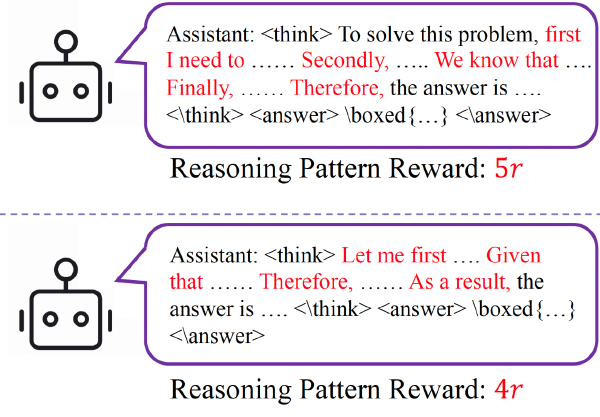 Assistant: <think> To solve this problem, first
I need to …… Secondly, ….. We know that ….
Finally, …… Therefore, the answer is ….
<\think> <answer> \boxed{…} <\answer>
Reasoning Pattern Reward: 5r
Assistant: <think> Let me first …. Given
that …… Therefore, …… As a result, the
answer is …. <\think> <answer> \boxed{…}
<\answer>
Reasoning Pattern Reward: 4r